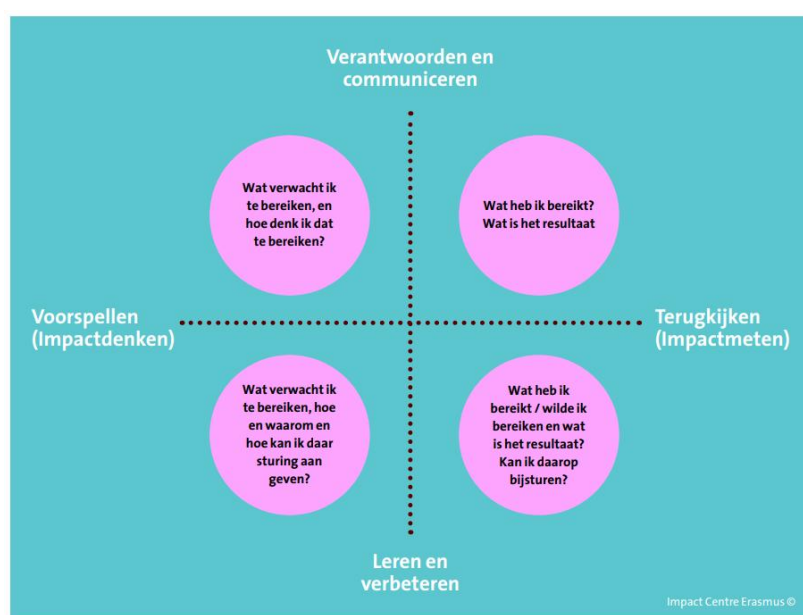 Verantwoorden en
communiceren
Wat verwacht ik
te bereiken, en
hoe denk ik dat
te bereiken?
Wat heb ik bereikt?
Wat is het resultaat
Voorspellen
(Impactdenken)
Terugkijken
(Impactmeten)
Wat verwacht ik
te bereiken, hoe
en waarom en
hoe kan ik daar
sturing aan
geven?
Wat heb ik
bereikt / wilde ik
bereiken en wat
is het resultaat?
Kan ik daarop
bijsturen?
Leren en
verbeteren
Impact Centre Erasmus ©